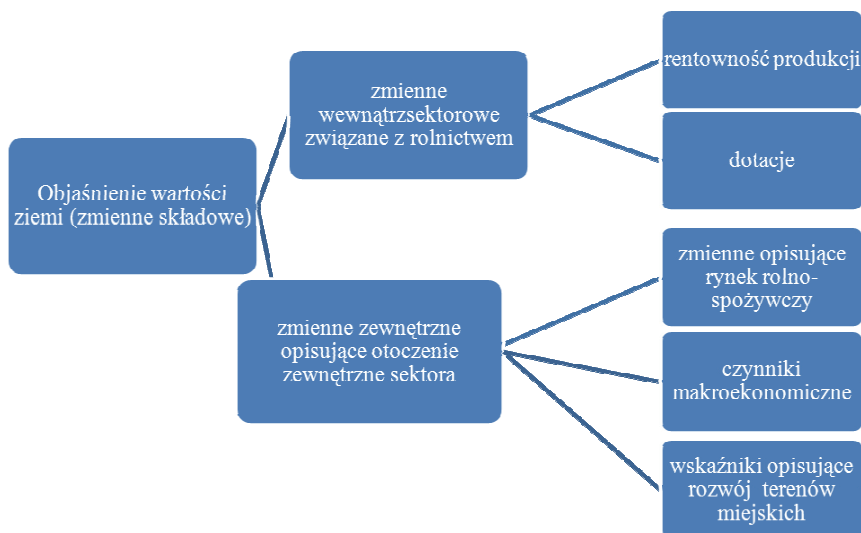 Objaśnienie wartości
ziemi (zmienne składowe)
zmienne
wewnątrzsektorowe
związane z rolnictwem
rentowność produkcji
dotacje
zmienne zewnętrzne
opisujące otoczenie
zewnętrzne sektora
zmienne opisujące
rynek rolno-
spożywczy
czynniki
makroekonomiczne
wskaźniki opisujące
rozwój terenów
miejskich